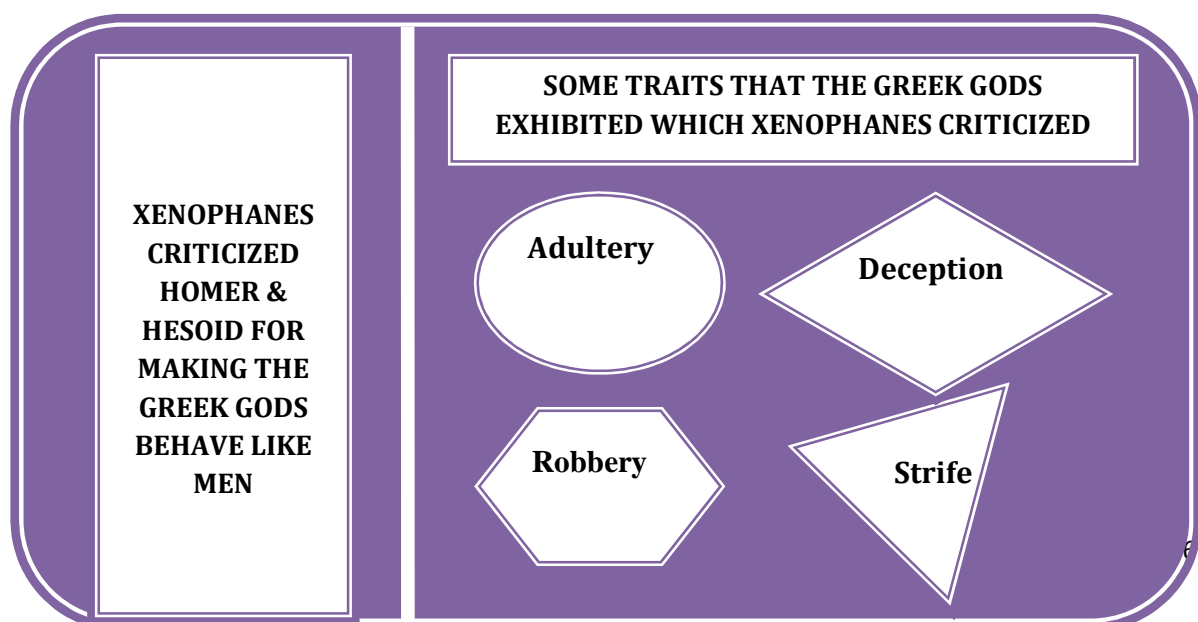 XENOPHANES
CRITICIZED
HOMER &
HESOID FOR
MAKING THE
GREEK GODS
BEHAVE LIKE
MEN
SOME TRAITS THAT THE GREEK GODS
EXHIBITED WHICH XENOPHANES CRITICIZED
Adultery
Deception
Robbery
Strife